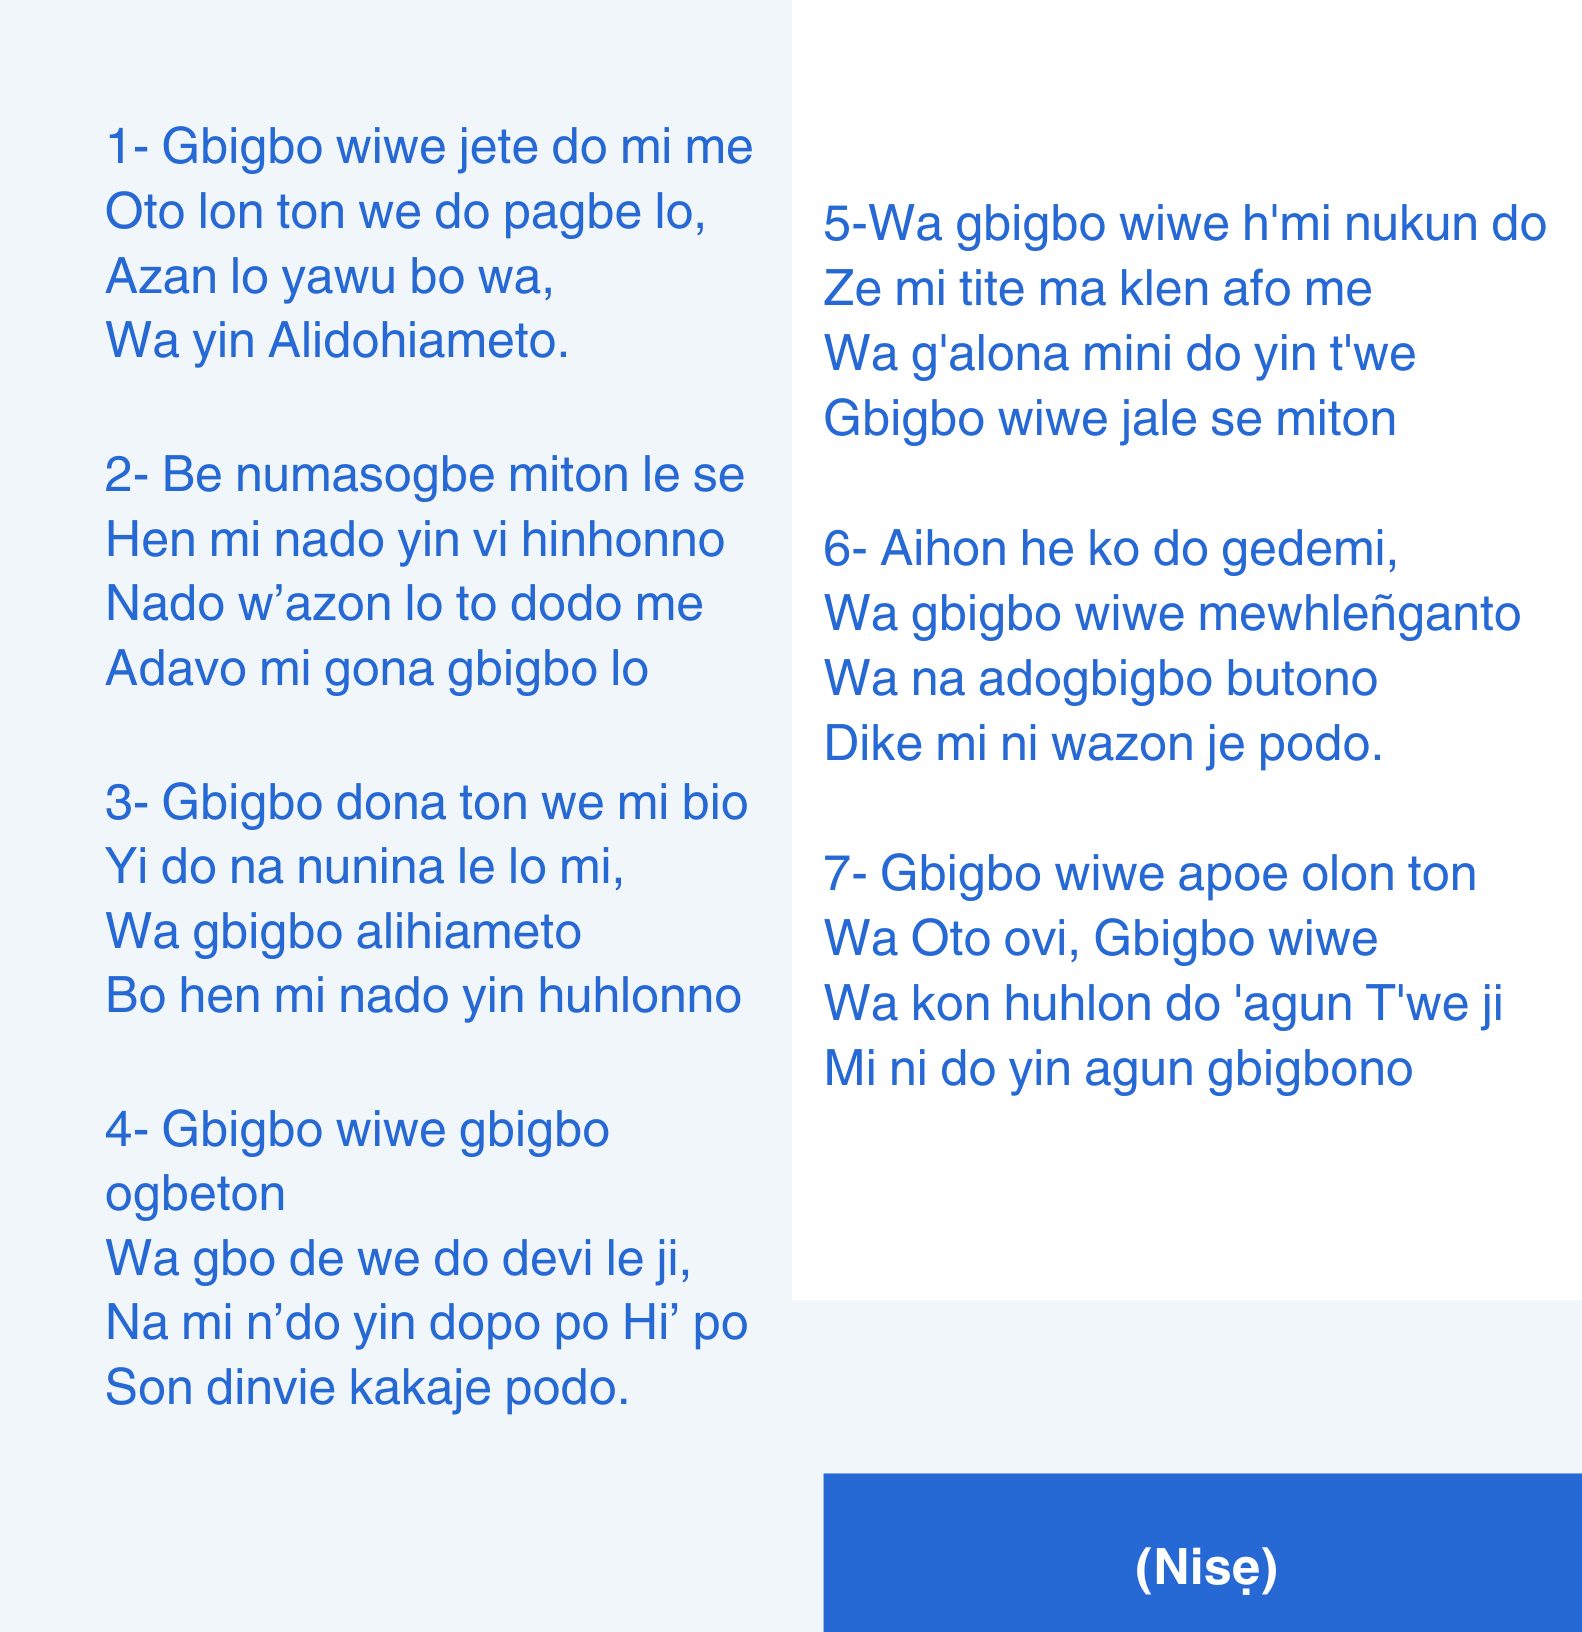 1- Gbigbo wiwe jete do mi me
Oto lon ton we do pagbe lo,
Azan lo yawu bo wa,
Wa yin Alidohiameto.
2- Be numasogbe miton le se
Hen mi nado yin vi hinhonno
Nado w’azon lo to dodo me
Adavo mi gona gbigbo lo
3- Gbigbo dona ton we mi bio
Yi do na nunina le lo mi,
Wa gbigbo alihiameto
Bo hen mi nado yin huhlonno
4- Gbigbo wiwe gbigbo
ogbeton
Wa gbo de we do devi le ji,
Na mi n’do yin dopo po Hi’ po
Son dinvie kakaje podo.
5-Wa gbigbo wiwe h'mi nukun do
Ze mi tite ma klen afo me
Wa g'alona mini do yin t'we
Gbigbo wiwe jale se miton
6- Aihon he ko do gedemi,
Wa gbigbo wiwe mewhleñganto
Wa na adogbigbo butono
Dike mi ni wazon je podo.
7- Gbigbo wiwe apoe olon ton
Wa Oto ovi, Gbigbo wiwe
Wa kon huhlon do 'agun T'we ji
Mi ni do yin agun gbigbono
(Nisẹ)